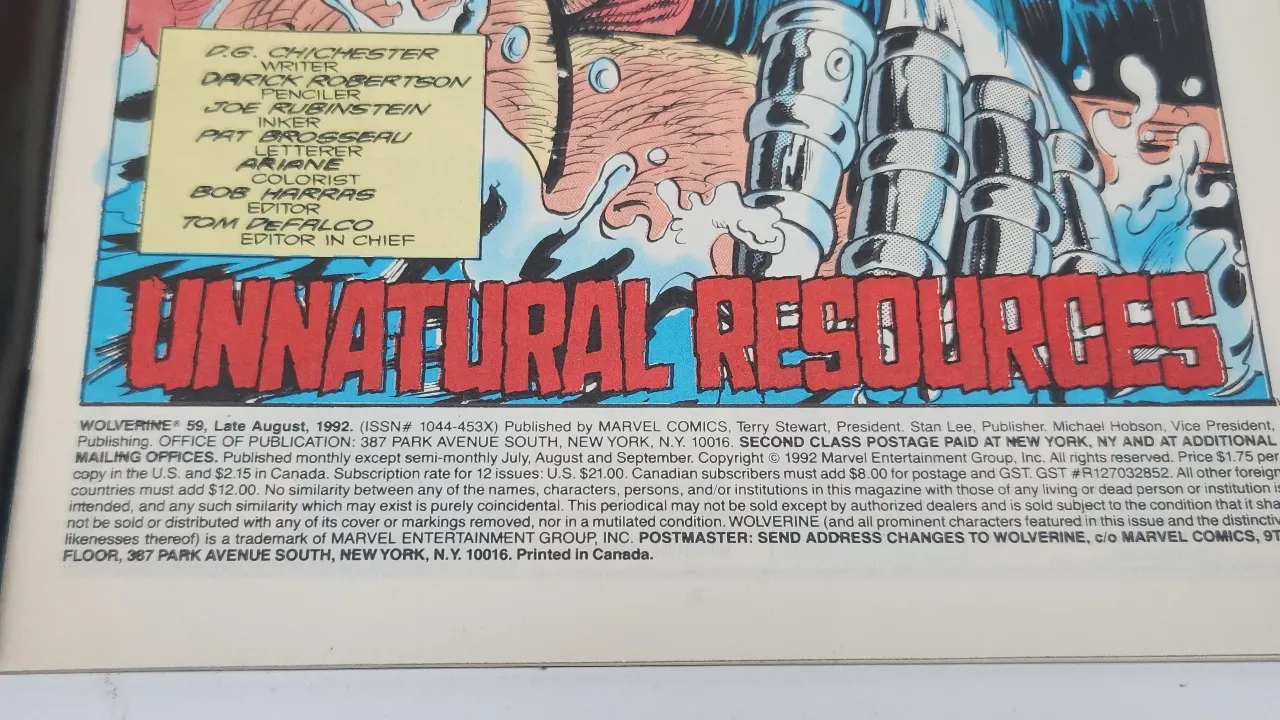 D.G. CHICHESTER
WRITER
DARICK ROBERTSON
PENCILER
JOE RUBINSTEIN
INKER
PAT BROSSEAU
LETTERER
ARIANE
COLORIST
BOB HARRAS
EDITOR
TOM DEFALCO
EDITOR IN CHIEF
UNNATURAL RESOURCES
WOLVERINE® 59, Late August, 1992. (ISSN# 1044-453X) Published by MARVEL COMICS, Terry Stewart, President. Stan Lee, Publisher. Michael Hobson, Vice President,
Publishing. OFFICE OF PUBLICATION: 387 PARK AVENUE SOUTH, NEW YORK, N.Y. 10016. SECOND CLASS POSTAGE PAID AT NEW YORK, NY AND AT ADDITIONAL
MAILING OFFICES. Published monthly except semi-monthly July, August and September. Copyright © 1992 Marvel Entertainment Group, Inc. All rights reserved. Price $1.75 per
copy in the U.S. and $2.15 in Canada. Subscription rate for 12 issues: U.S. $21.00. Canadian subscribers must add $8.00 for postage and GST. GST #R127032852. All other foreign
countries must add $12.00. No similarity between any of the names, characters, persons, and/or institutions in this magazine with those of any living or dead person or institution is
intended, and any such similarity which may exist is purely coincidental. This periodical may not be sold except by authorized dealers and is sold subject to the condition that it sha
not be sold or distributed with any of its cover or markings removed, nor in a mutilated condition. WOLVERINE (and all prominent characters featured in this issue and the distinctiv
likenesses thereof) is a trademark of MARVEL ENTERTAINMENT GROUP, INC. POSTMASTER: SEND ADDRESS CHANGES TO WOLVERINE, c/o MARVEL COMICS, 9T
FLOOR, 387 PARK AVENUE SOUTH, NEW YORK, N.Y. 10016. Printed in Canada.